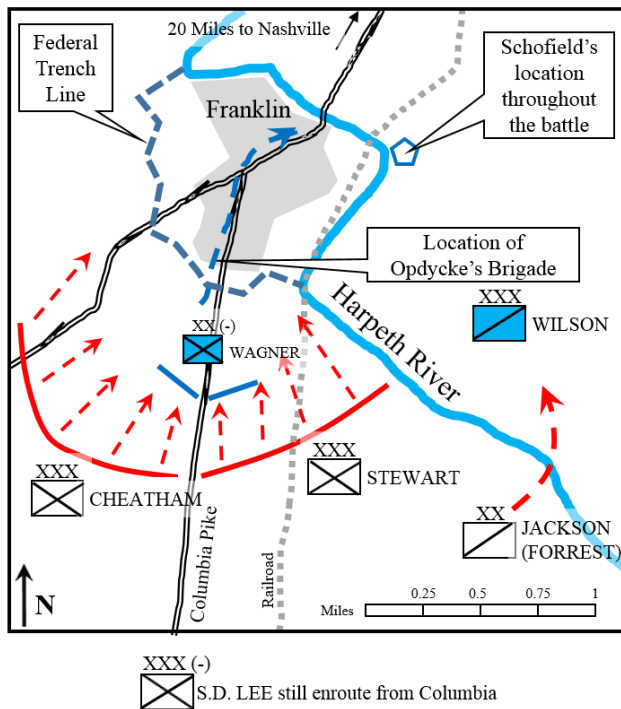 20 Miles to Nashville
Federal
Trench
Line
Schofield's
location
throughout
the battle
Franklin
Location of
Opdycke's Brigade
XX (-)
WAGNER
Harpeth River
XXX
WILSON
XXX
CHEATHAM
XXX
STEWART
XX
JACKSON
(FORREST)
Columbia Pike
Railroad
N
0.25 0.5 0.75 1
Miles
XXX (-)
S.D. LEE still enroute from Columbia